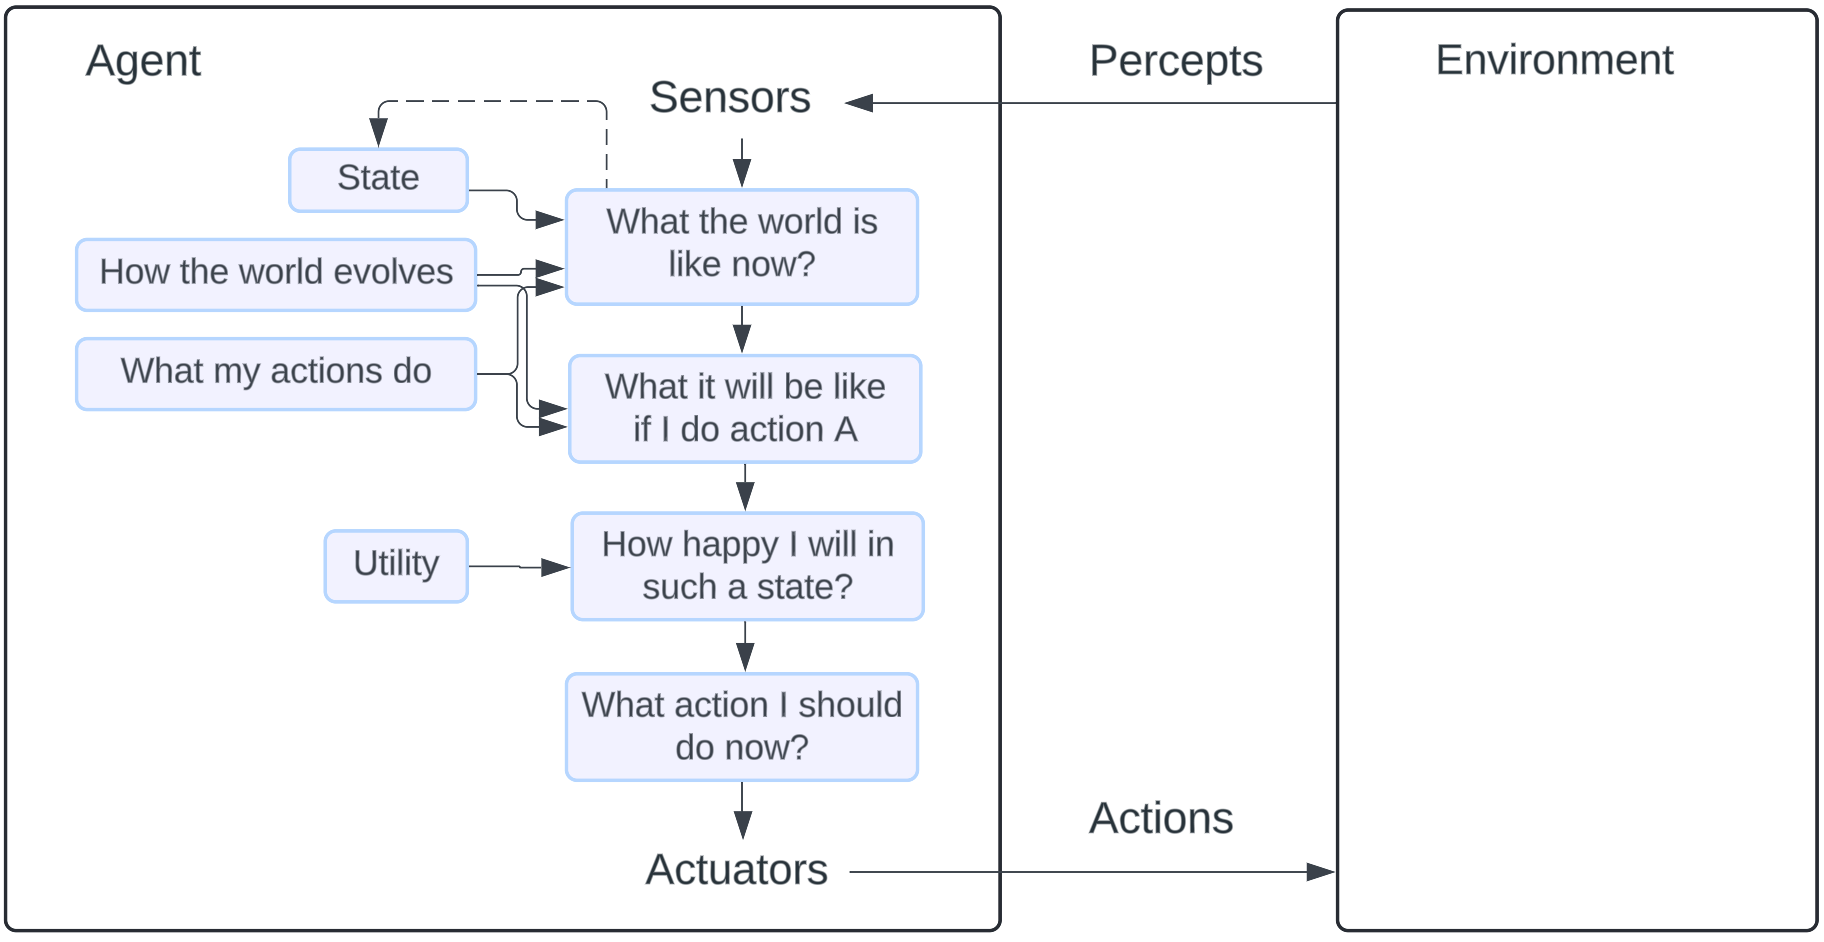 Agent
Percepts
Environment
Sensors
State
What the world is
like now?
How the world evolves
What my actions do
What it will be like
if I do action A
How happy I will in
such a state?
Utility
What action I should
do now?
Actions
Actuators